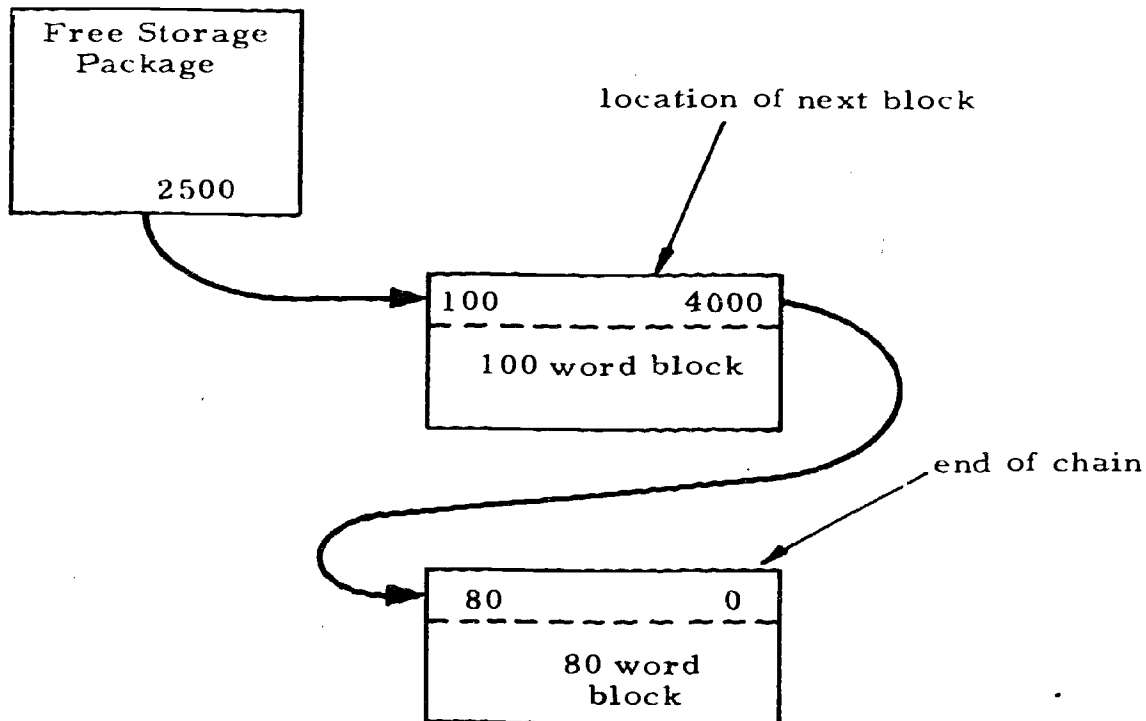 Free Storage
Package
2500
location of next block
100 4000
100 word block
end of chain
80 0
80 word
block